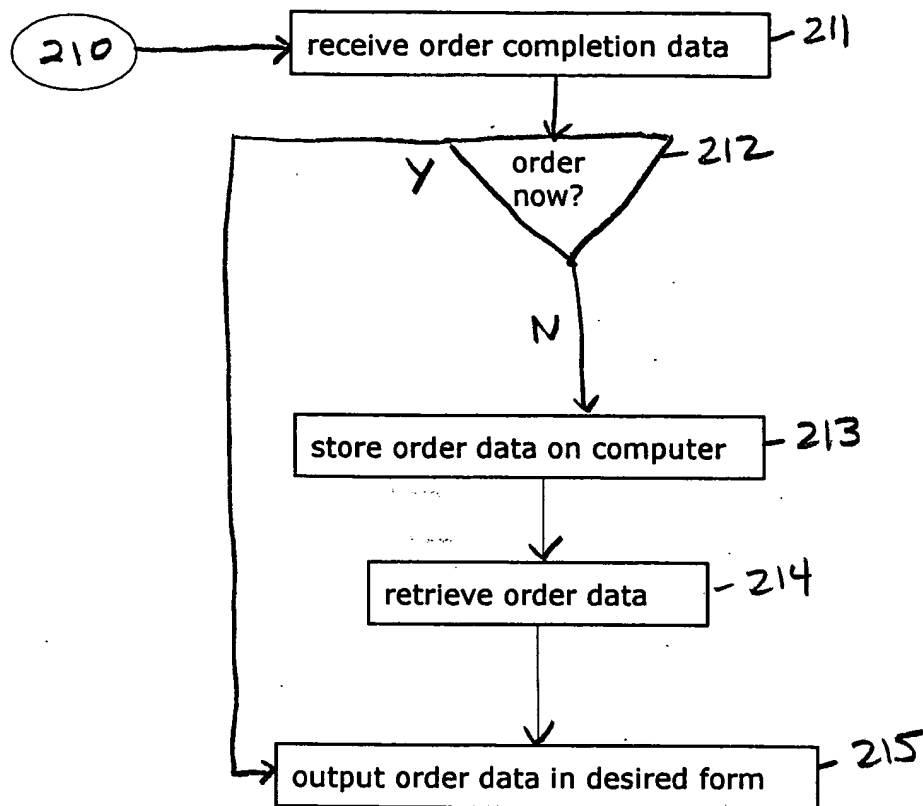 210
receive order completion data
211
order
now?
212
Y
N
store order data on computer
213
retrieve order data
214
output order data in desired form
215